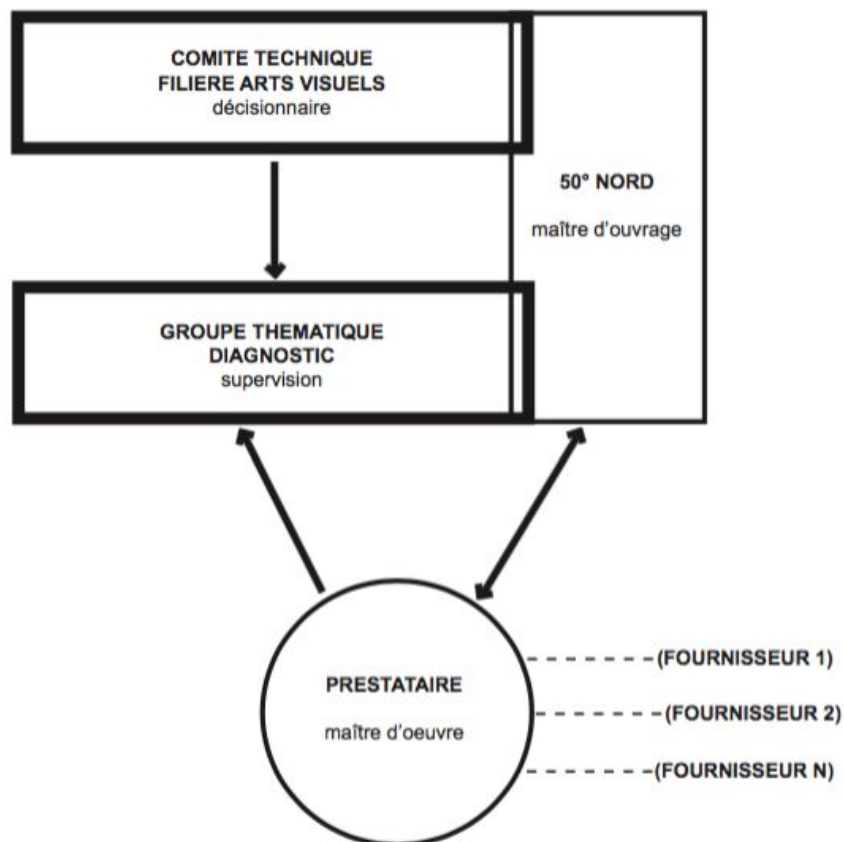 COMITE TECHNIQUE
FILIERE ARTS VISUELS
décisionnaire
50° NORD
maître d'ouvrage
GROUPE THEMATIQUE
DIAGNOSTIC
supervision
PRESTATAIRE
maître d'oeuvre
(FOURNISSEUR 1)
(FOURNISSEUR 2)
(FOURNISSEUR N)